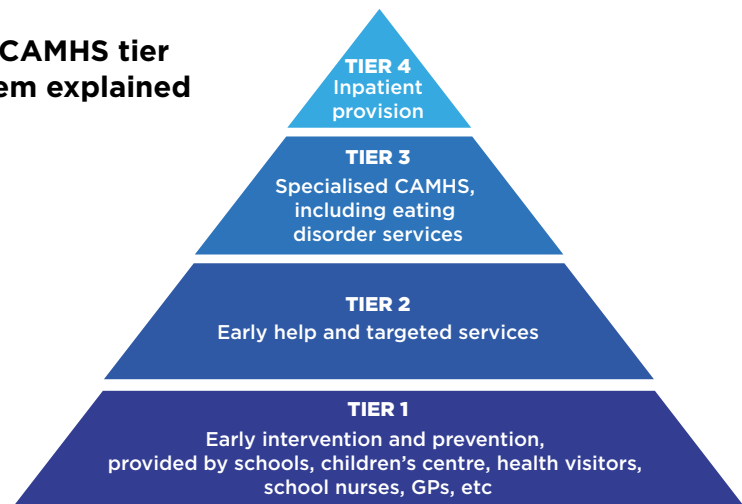 CAMHS tier
em explained
TIER 4
Inpatient
provision
TIER 3
Specialised CAMHS,
including eating
disorder services
TIER 2
Early help and targeted services
TIER 1
Early intervention and prevention,
provided by schools, children’s centre, health visitors,
school nurses, GPs, etc